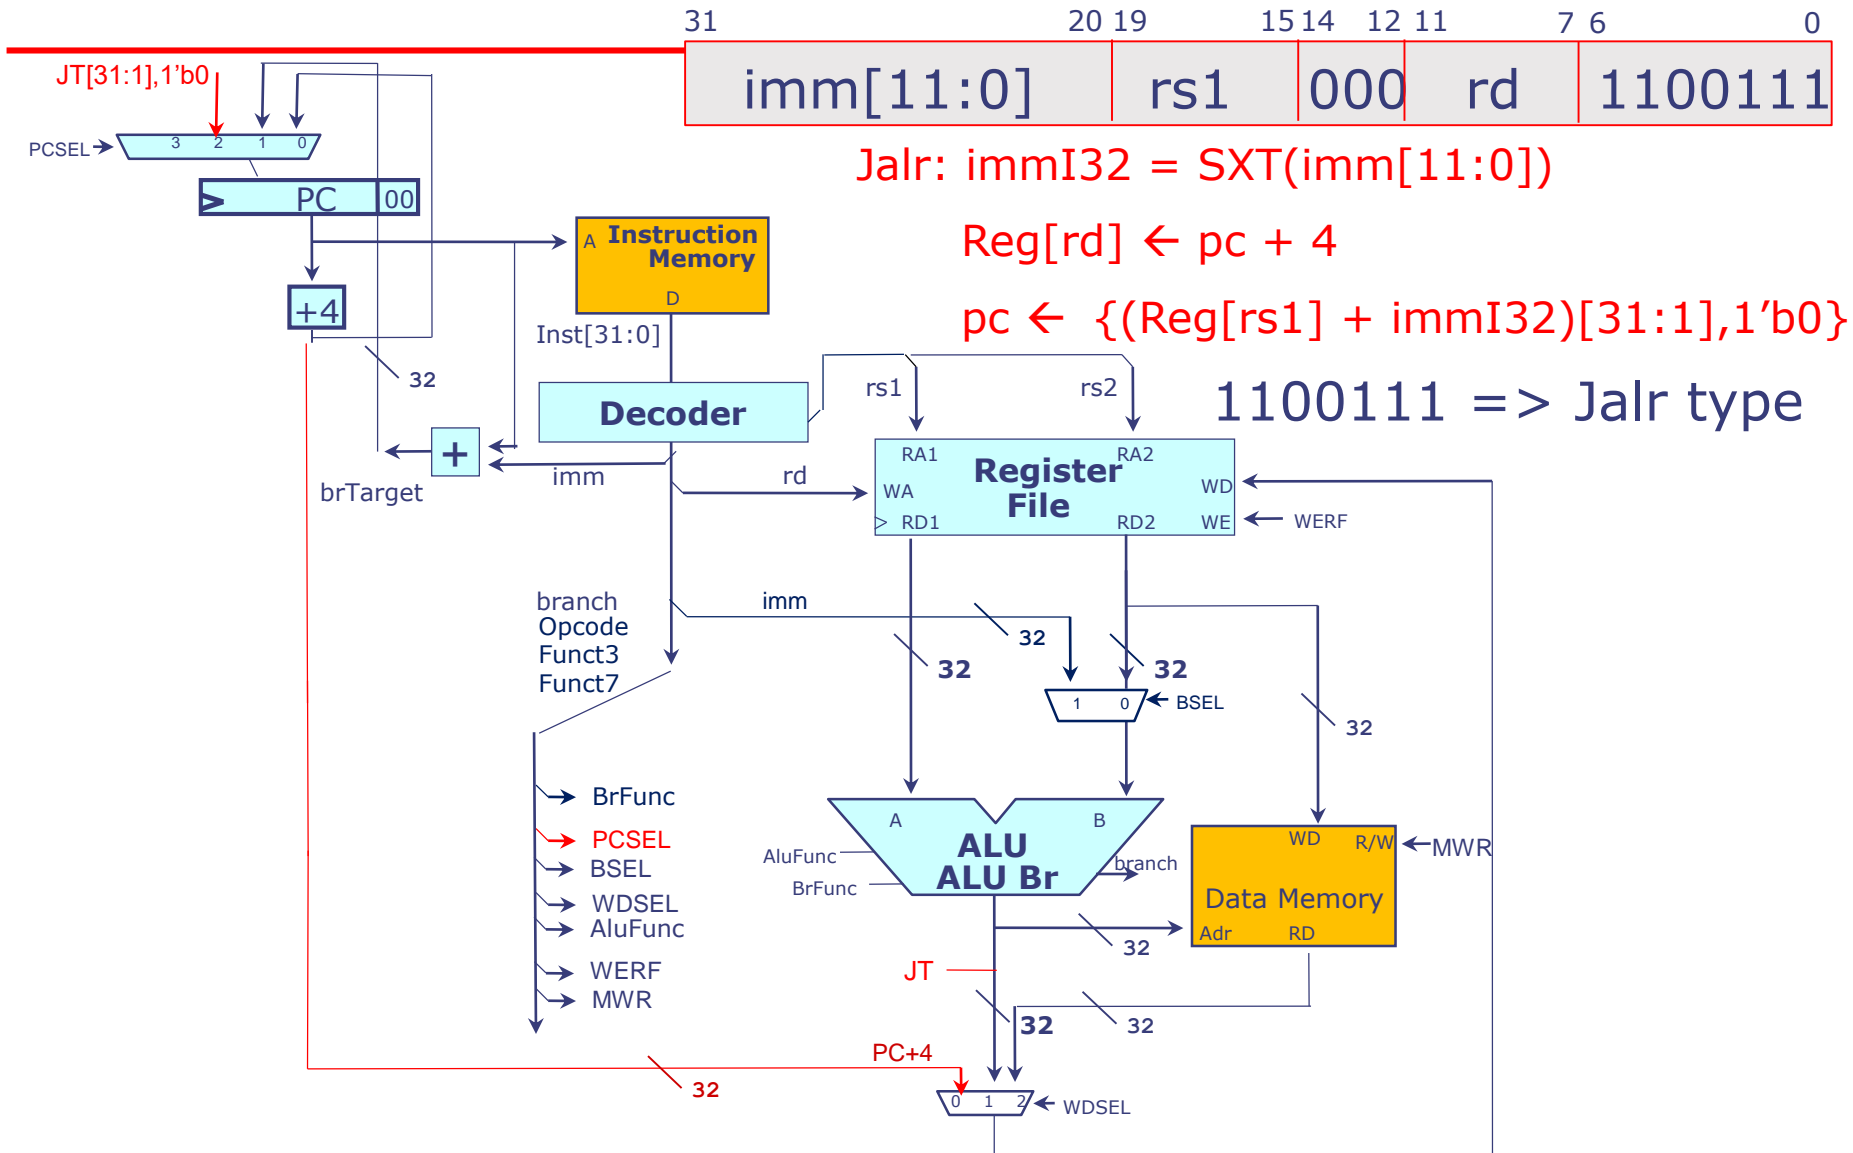 31 20 19 15 14 12 11 7 6 0
imm[11:0] rs1 000 rd 1100111
JT[31:1],1’b0
PCSEL 3 2 1 0
Jalr: immI32 = SXT(imm[11:0])
PC 00
Reg[rd] ← pc + 4
A Instruction
Memory
D
+4
pc ← {(Reg[rs1] + immI32)[31:1],1’b0}
Inst[31:0]
32
rs1 rs2
1100111 => Jalr type
Decoder
+
brTarget
imm
rd
RA1 RA2
Register
File
WA WD
RD1 RD2 WE
WERF
branch
Opcode
Funct3
Funct7
imm
32
32
32
1 0
BSEL
32
BrFunc
PCSEL
BSEL
WDSEL
AluFunc
WERF
MWR
A B
ALU
ALU Br
AluFunc
BrFunc
branch
WD R/W
MWR
Data Memory
Adr RD
32
JT
32
32
PC+4
32
0 1 2
WDSEL